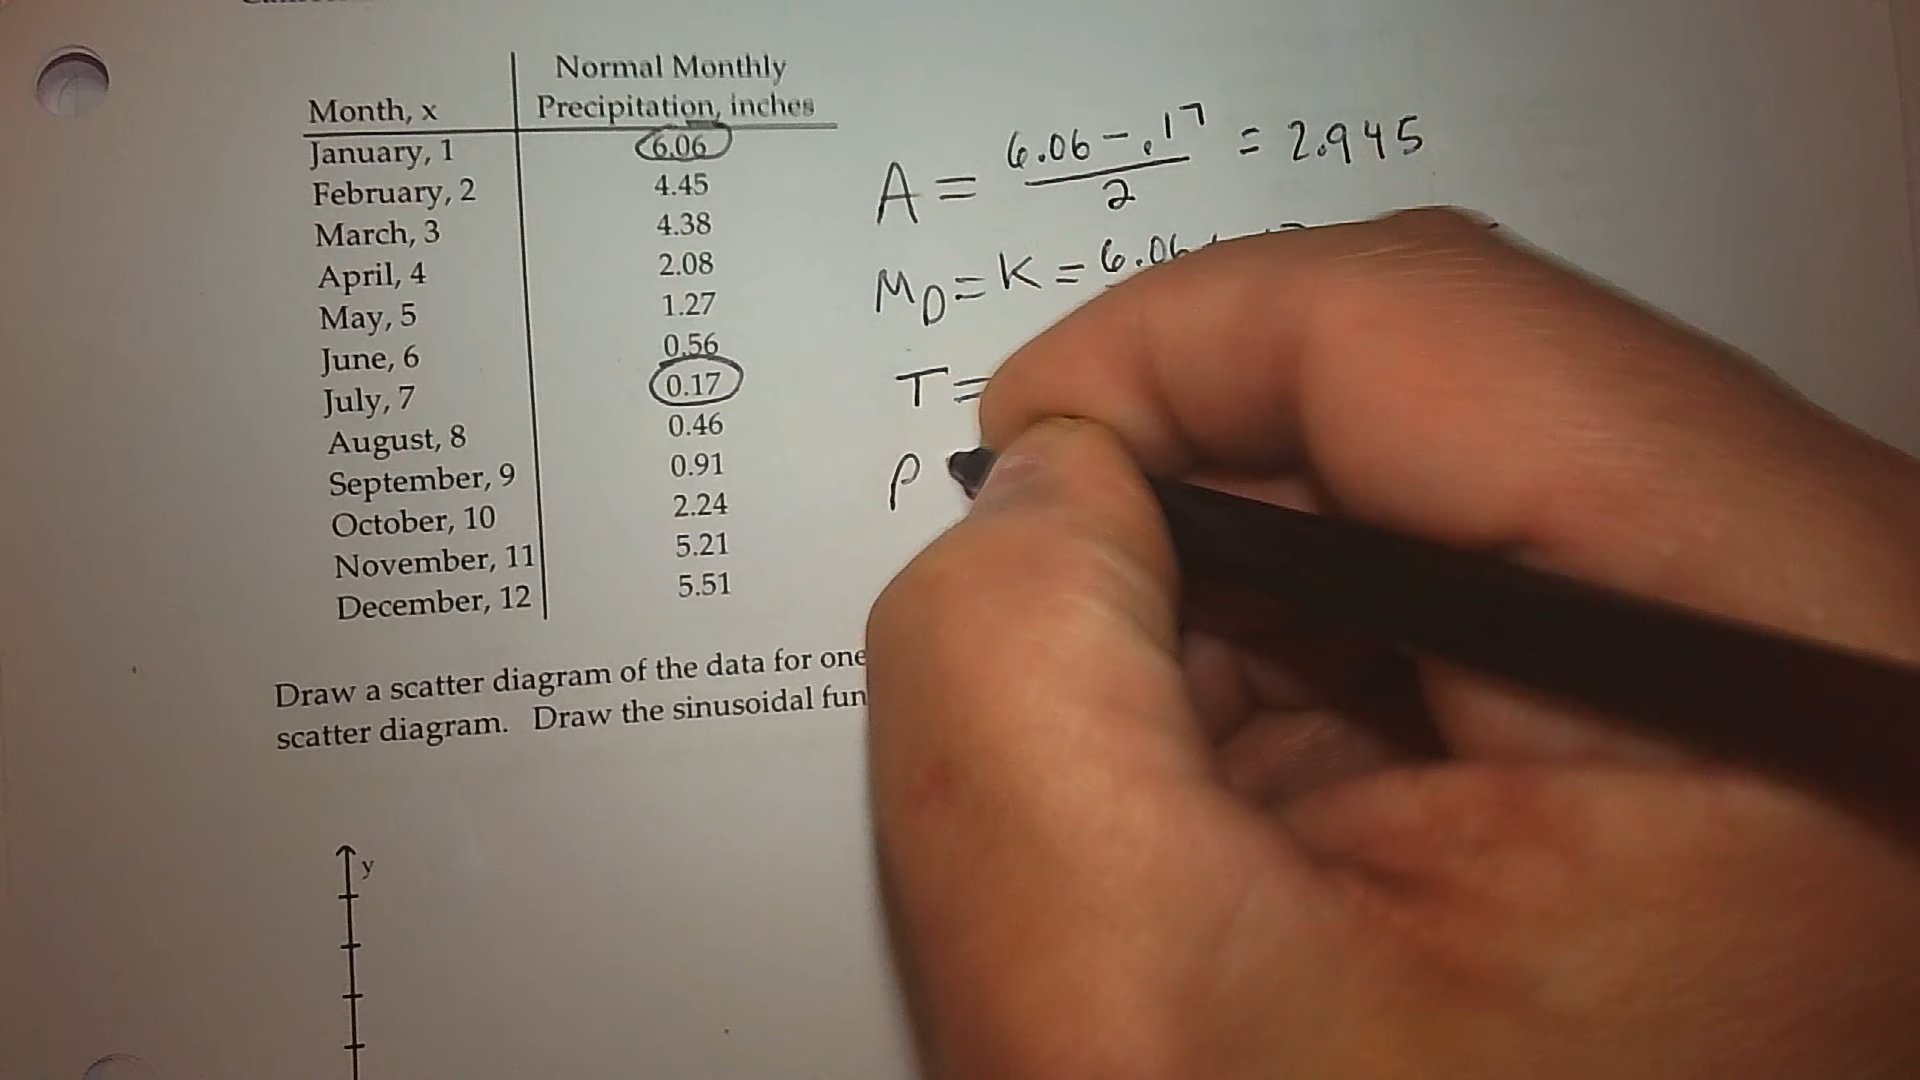 Normal Monthly
Month, x Precipitation, inches
January, 1 6.06
February, 2 4.45
March, 3 4.38
April, 4 2.08
May, 5 1.27
June, 6 0.56
July, 7 0.17
August, 8 0.46
September, 9 0.91
October, 10 2.24
November, 11 5.21
December, 12 5.51
A = 6.06 - .17 / 2 = 2.945
MD = K = 6.06
T =
P
Draw a scatter diagram of the data for one
scatter diagram. Draw the sinusoidal fun
y